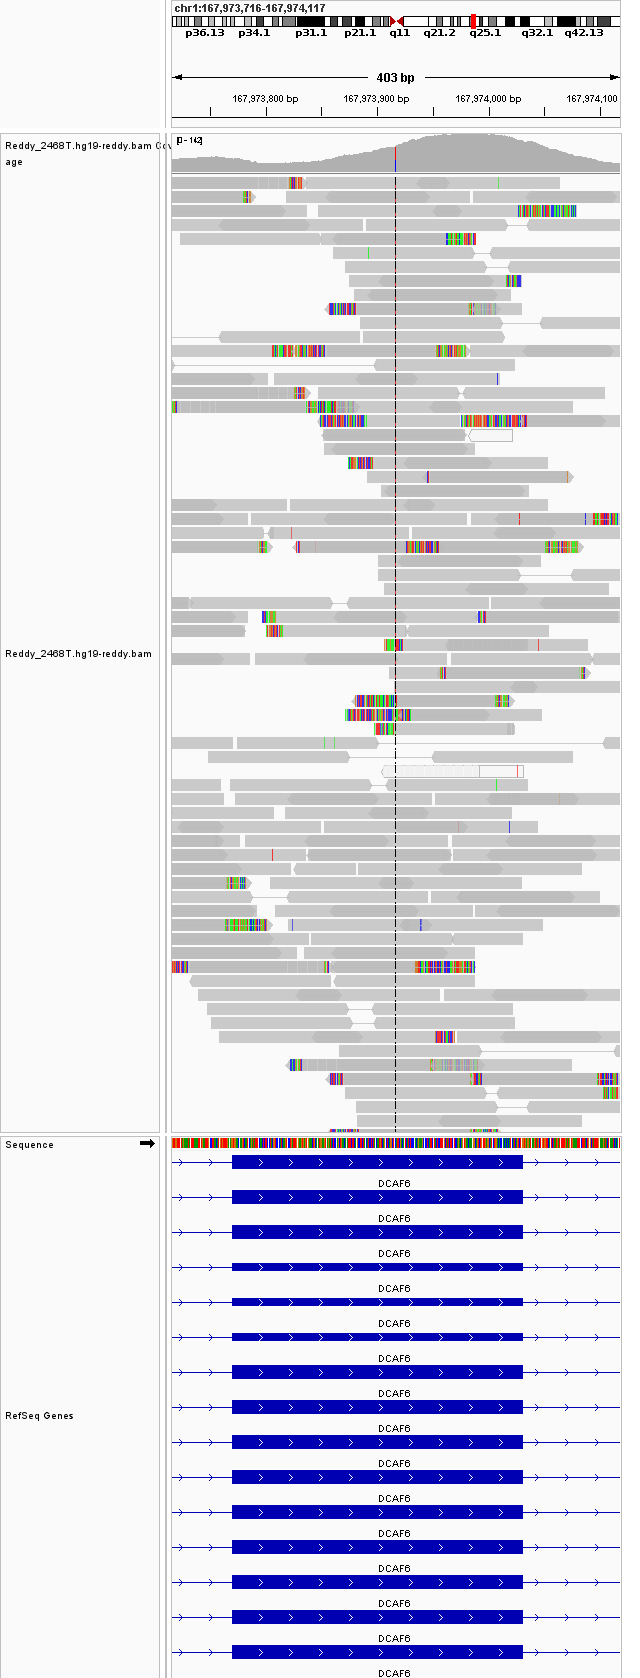 chr1:167,973,716-167,974,117
p36.13 p34.1 p31.1 p21.1 q11 q21.2 q25.1 q32.1 q42.13
403 bp
167,973,800 bp 167,973,900 bp 167,974,000 bp 167,974,100
Reddy_2468T.hg19-reddy.bam Cov
age
[0 - 142]
Reddy_2468T.hg19-reddy.bam
Sequence
DCAF6
DCAF6
DCAF6
DCAF6
DCAF6
DCAF6
DCAF6
RefSeq Genes
DCAF6
DCAF6
DCAF6
DCAF6
DCAF6
DCAF6
DCAF6
DCAF6